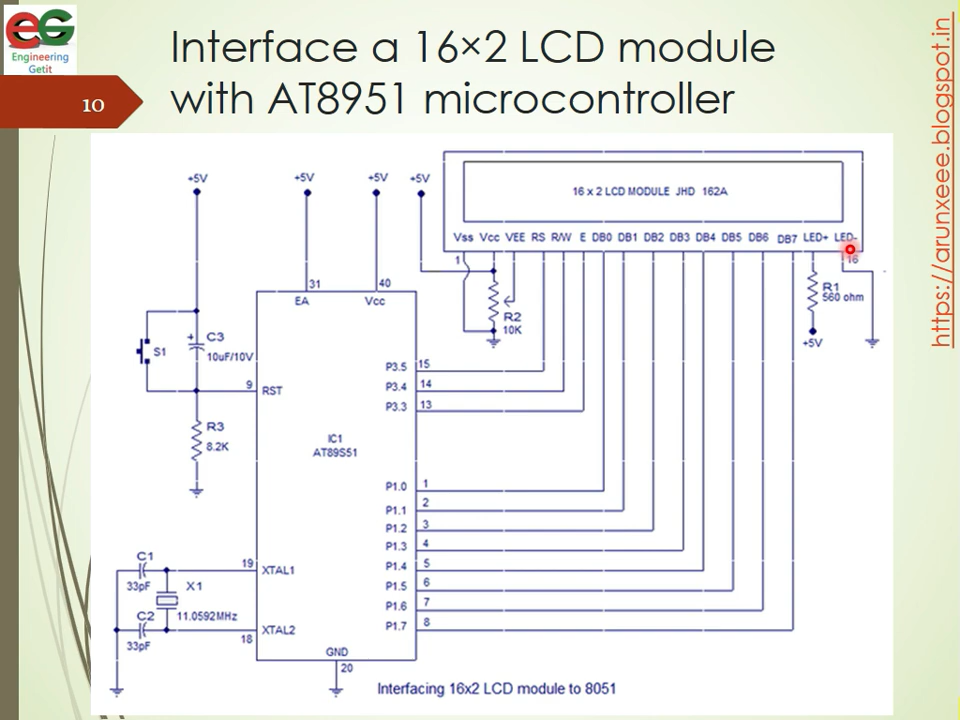 EG
Engineering
Getit
10
Interface a 16×2 LCD module
with AT8951 microcontroller
https://arunxeee.blogspot.in
+5V
+5V
+5V
+5V
16 x 2 LCD MODULE JHD 162A
Vss Vcc VEE RS R/W E DB0 DB1 DB2 DB3 DB4 DB5 DB6 DB7 LED+ LED-
1
16
31
40
EA
Vcc
R1
560 ohm
+5V
R2
10K
S1
+
C3
10uF/10V
9
RST
R3
8.2K
P3.5 15
P3.4 14
P3.3 13
IC1
AT89S51
P1.0 1
P1.1 2
P1.2 3
P1.3 4
P1.4 5
P1.5 6
P1.6 7
P1.7 8
C1
33pF
X1
11.0592MHz
C2
33pF
19
XTAL1
18
XTAL2
GND
20
Interfacing 16x2 LCD module to 8051